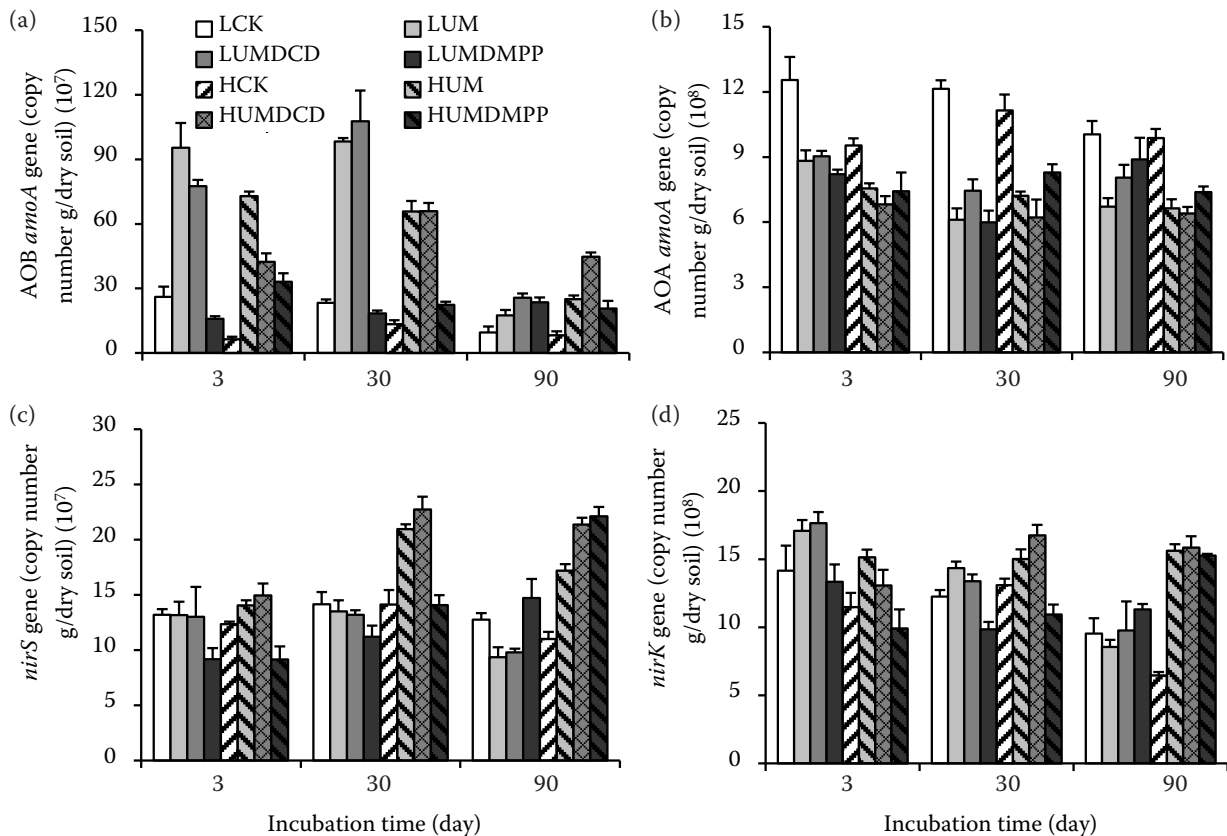 (a)
AOB amoA gene (copy
number g/dry soil) (10⁷)
150
120
90
60
30
0
LCK
LUM
LUMDCD
LUMDMPP
HCK
HUM
HUMDCD
HUMDMPP
3
30
90
(b)
AOA amoA gene (copy
number g/dry soil) (10⁸)
15
12
9
6
3
0
3
30
90
(c)
nirS gene (copy number
g/dry soil) (10⁷)
30
25
20
15
10
5
0
3
30
90
Incubation time (day)
(d)
nirK gene (copy number
g/dry soil) (10⁸)
25
20
15
10
5
0
3
30
90
Incubation time (day)